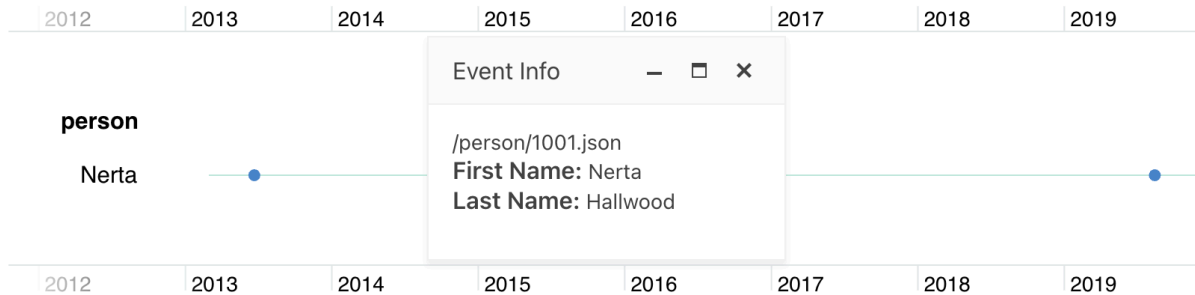 2012 2013 2014 2015 2016 2017 2018 2019
Event Info
person
/person/1001.json
Nerta
First Name: Nerta
Last Name: Hallwood
2012 2013 2014 2015 2016 2017 2018 2019